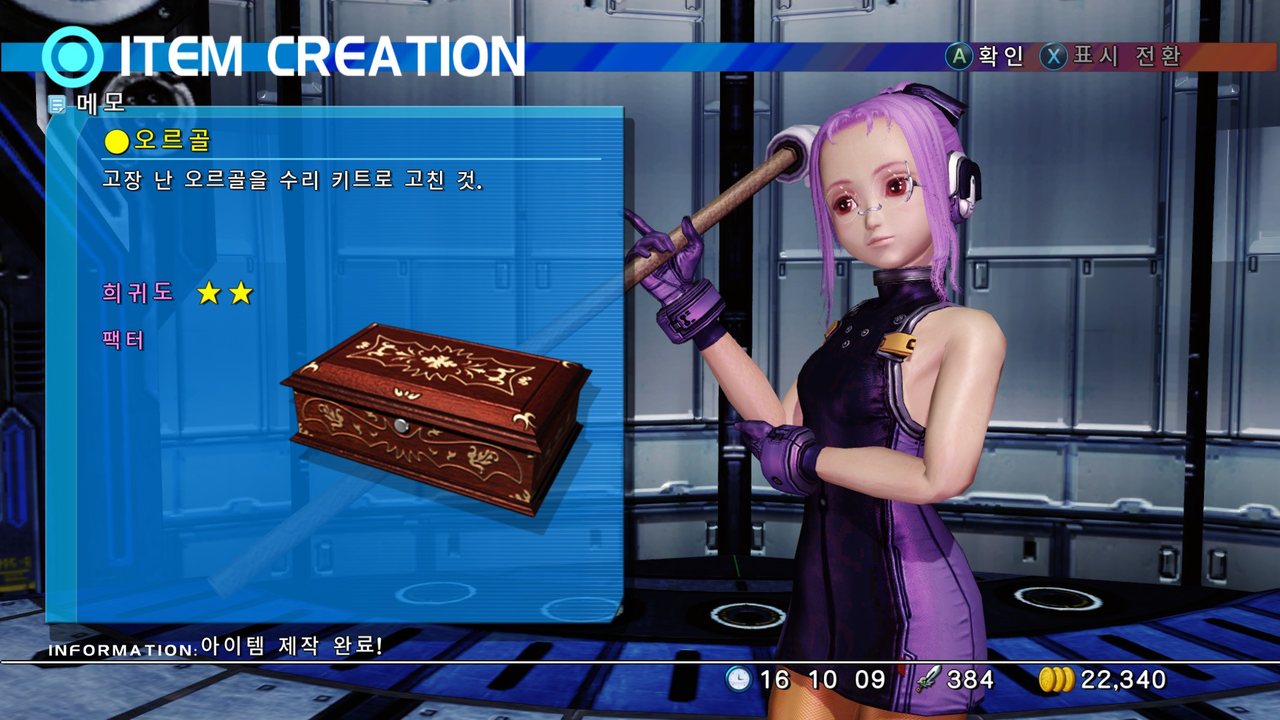 ITEM CREATION
A 확인 X 표시 전환
메모
오르골
고장 난 오르골을 수리 키트로 고친 것.
희귀도 ★★
팩터
INFORMATION:아이템 제작 완료!
16 10 09 384 22,340